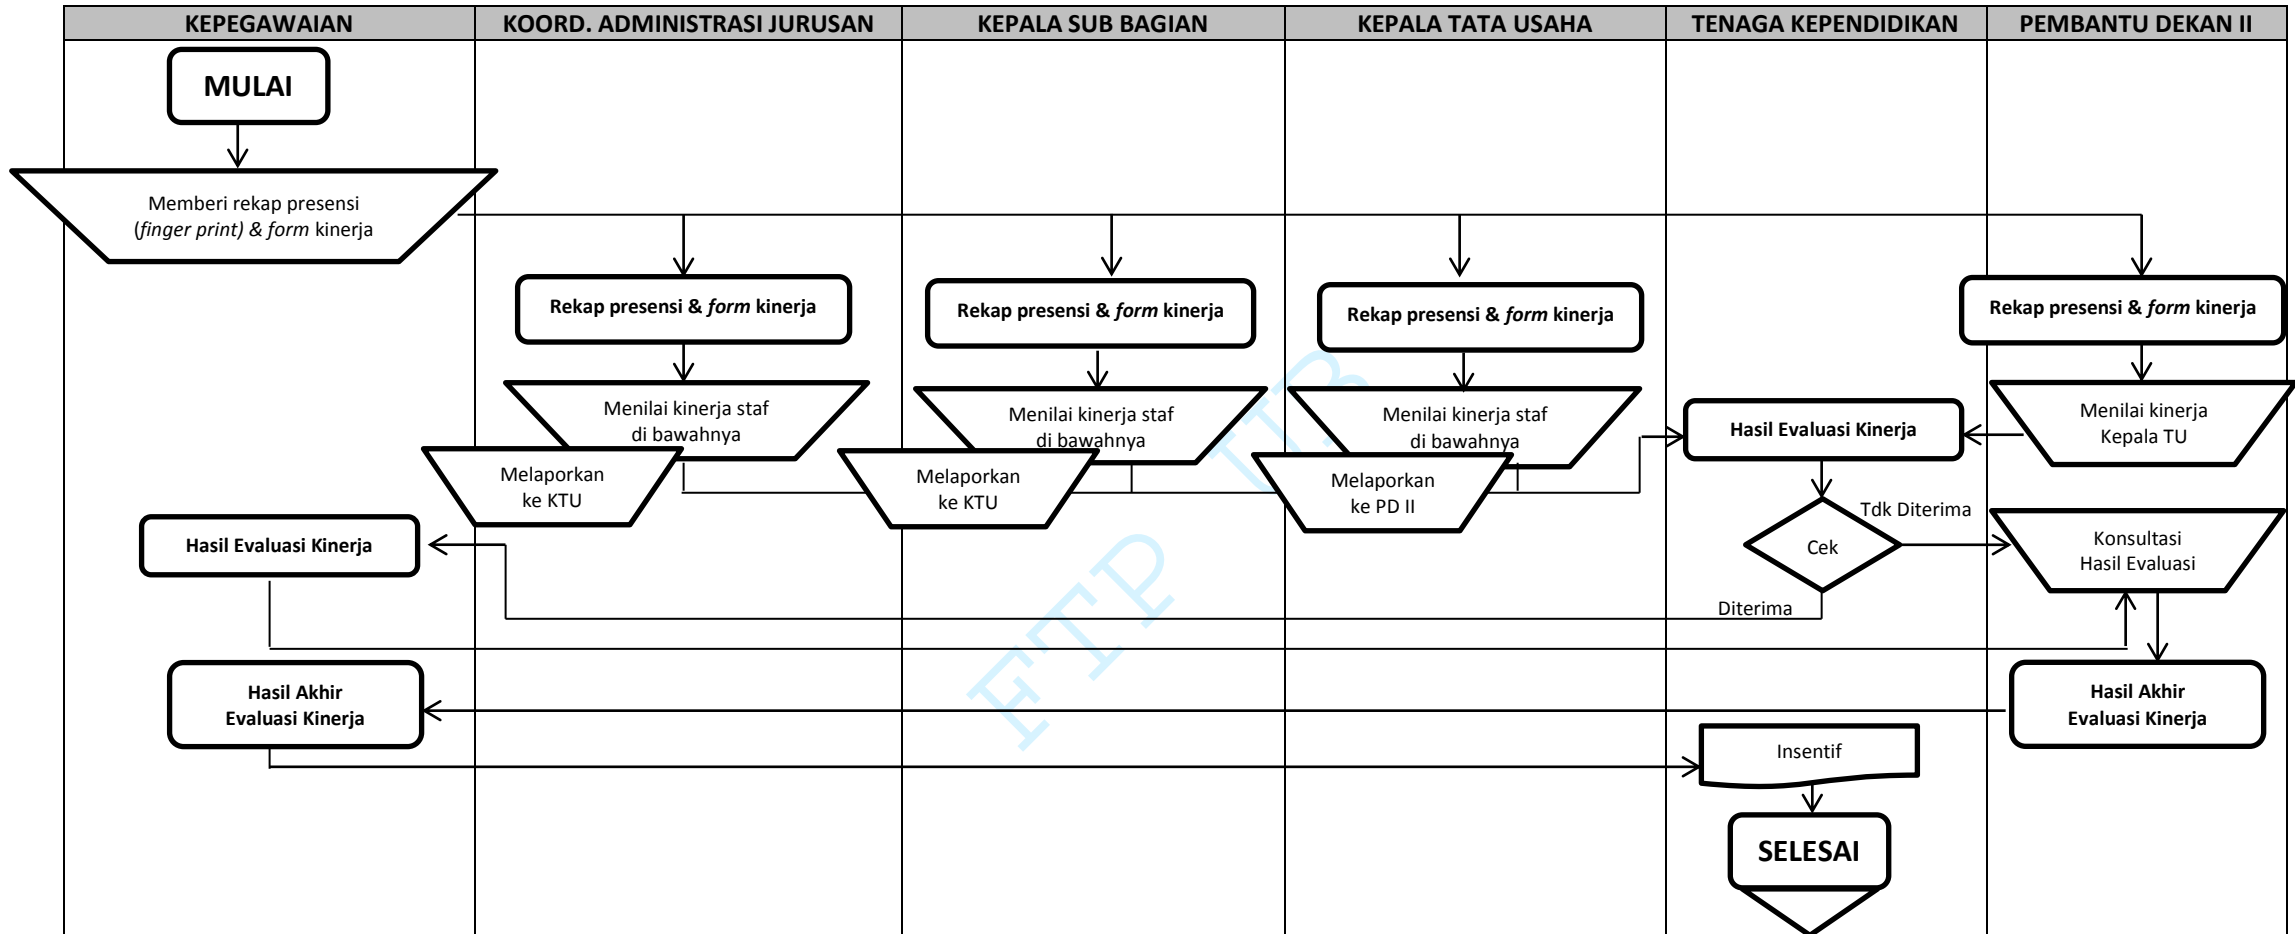 KEPEGAWAIAN
KOORD. ADMINISTRASI JURUSAN
KEPALA SUB BAGIAN
KEPALA TATA USAHA
TENAGA KEPENDIDIKAN
PEMBANTU DEKAN II
MULAI
Memberi rekap presensi
(finger print) & form kinerja
Rekap presensi & form kinerja
Rekap presensi & form kinerja
Rekap presensi & form kinerja
Rekap presensi & form kinerja
Menilai kinerja staf
di bawahnya
Menilai kinerja staf
di bawahnya
Menilai kinerja staf
di bawahnya
Hasil Evaluasi Kinerja
Menilai kinerja
Kepala TU
Melaporkan
ke KTU
Melaporkan
ke KTU
Melaporkan
ke PD II
Tdk Diterima
Hasil Evaluasi Kinerja
Cek
Konsultasi
Hasil Evaluasi
Diterima
Hasil Akhir
Evaluasi Kinerja
Hasil Akhir
Evaluasi Kinerja
Insentif
SELESAI
FTP UB